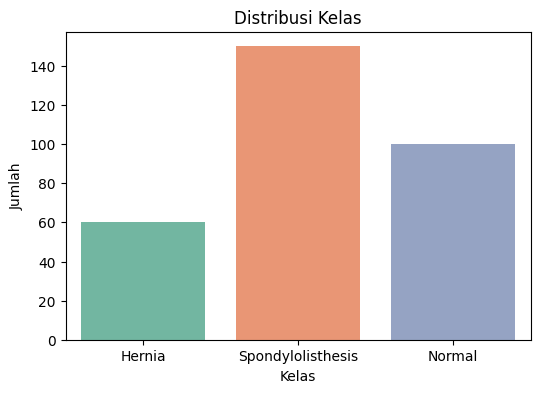 Distribusi Kelas
Jumlah
140
120
100
80
60
40
20
0
Hernia
Spondylolisthesis
Normal
Kelas